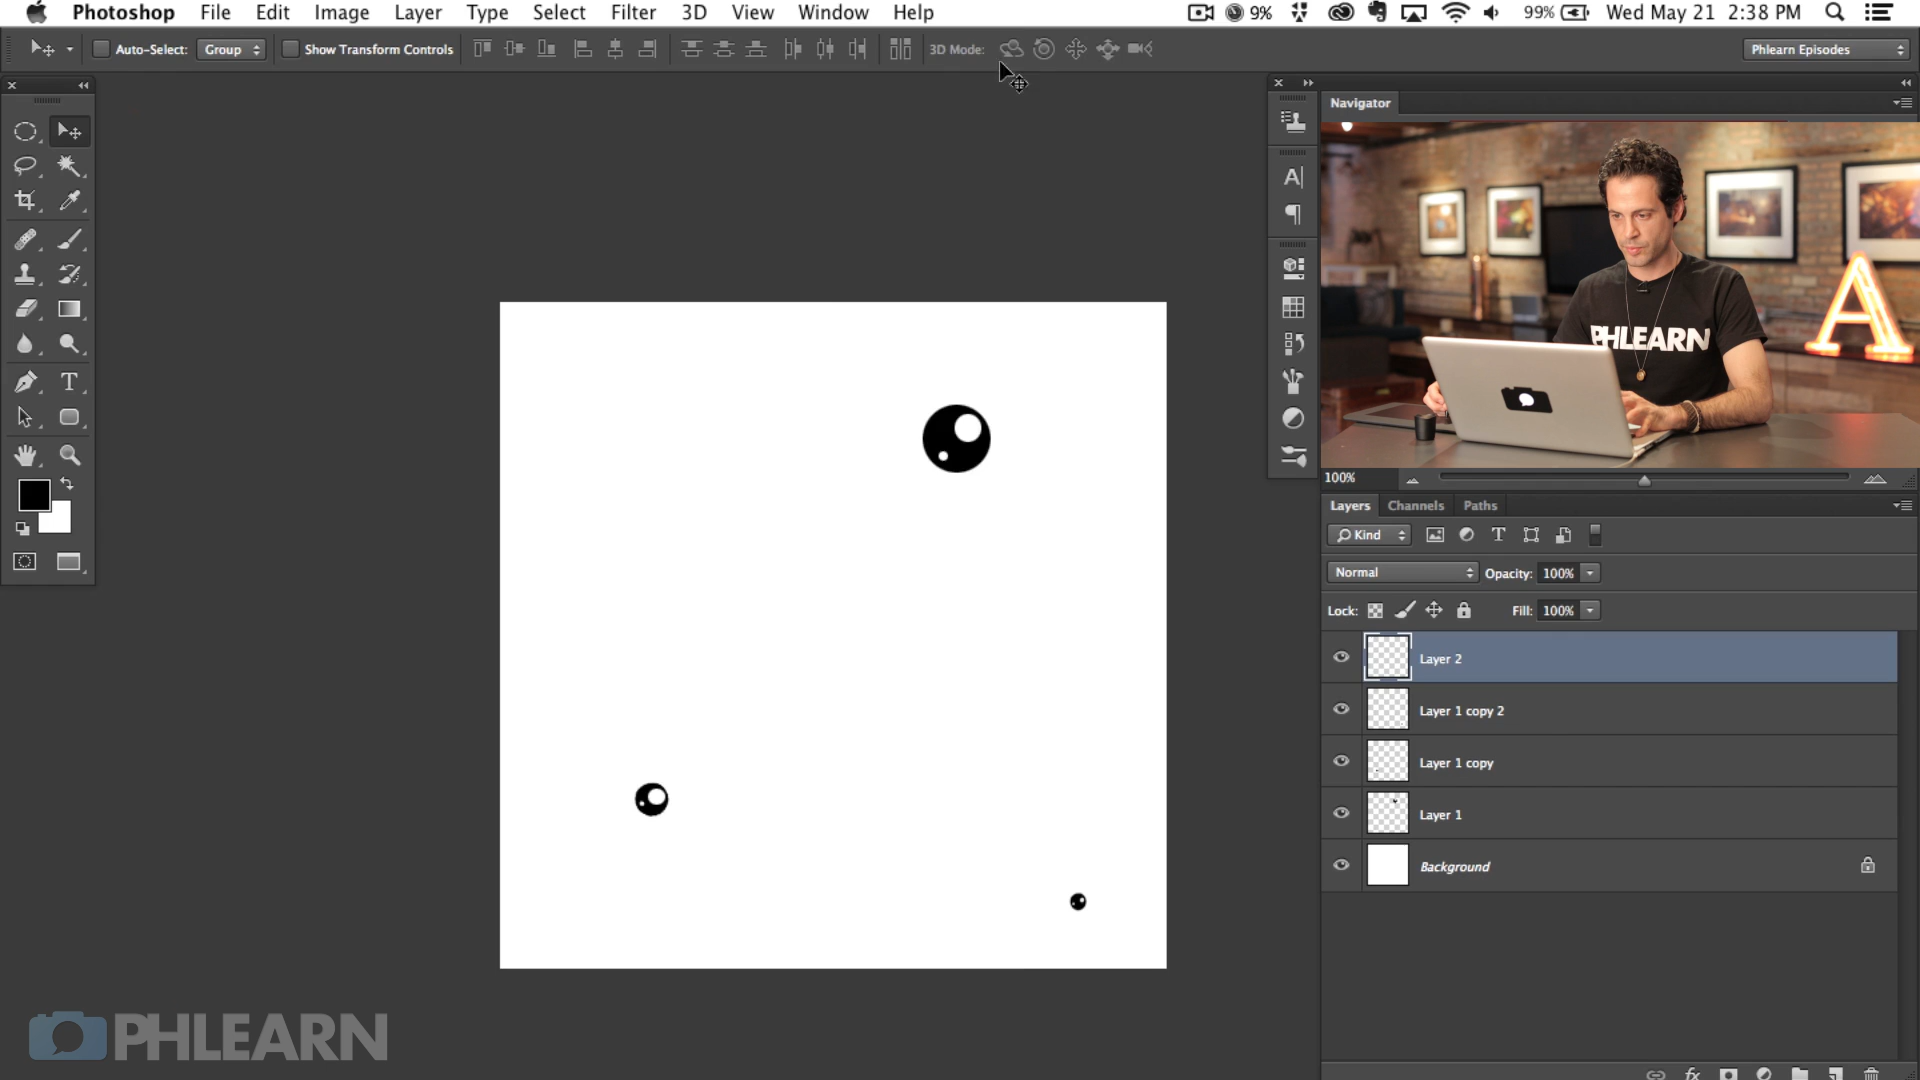 Photoshop File Edit Image Layer Type Select Filter 3D View Window Help 9% 99% Wed May 21 2:38 PM
Auto-Select: Group Show Transform Controls 3D Mode: Phlearn Episodes
Navigator
A
PHLEARN
A
T
100%
Layers Channels Paths
Kind T
Normal Opacity: 100%
Lock: Fill: 100%
Layer 2
Layer 1 copy 2
Layer 1 copy
Layer 1
Background
PHLEARN
fx